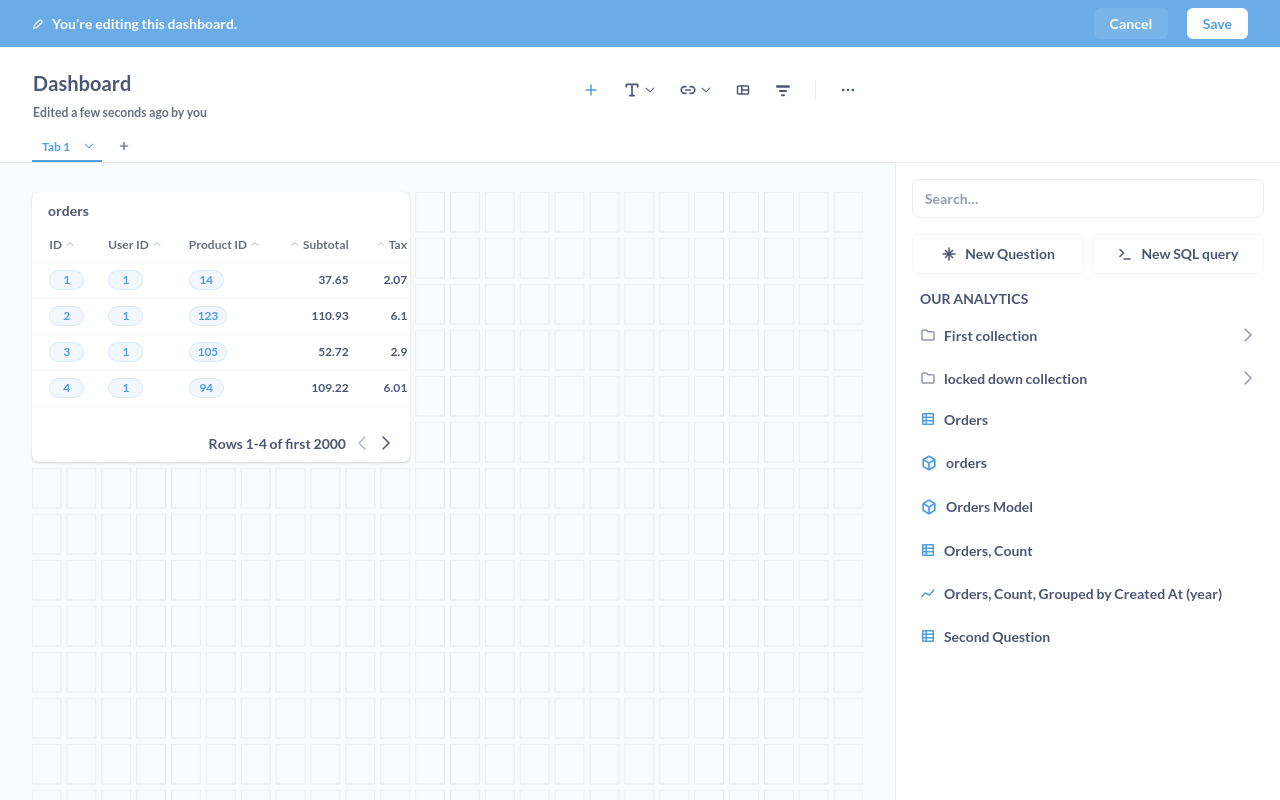 You're editing this dashboard.
Cancel
Save
Dashboard
Edited a few seconds ago by you
Tab 1
orders
ID User ID Product ID Subtotal Tax
1 1 14 37.65 2.07
2 1 123 110.93 6.1
3 1 105 52.72 2.9
4 1 94 109.22 6.01
Rows 1-4 of first 2000
Search...
New Question
New SQL query
OUR ANALYTICS
First collection
locked down collection
Orders
orders
Orders Model
Orders, Count
Orders, Count, Grouped by Created At (year)
Second Question